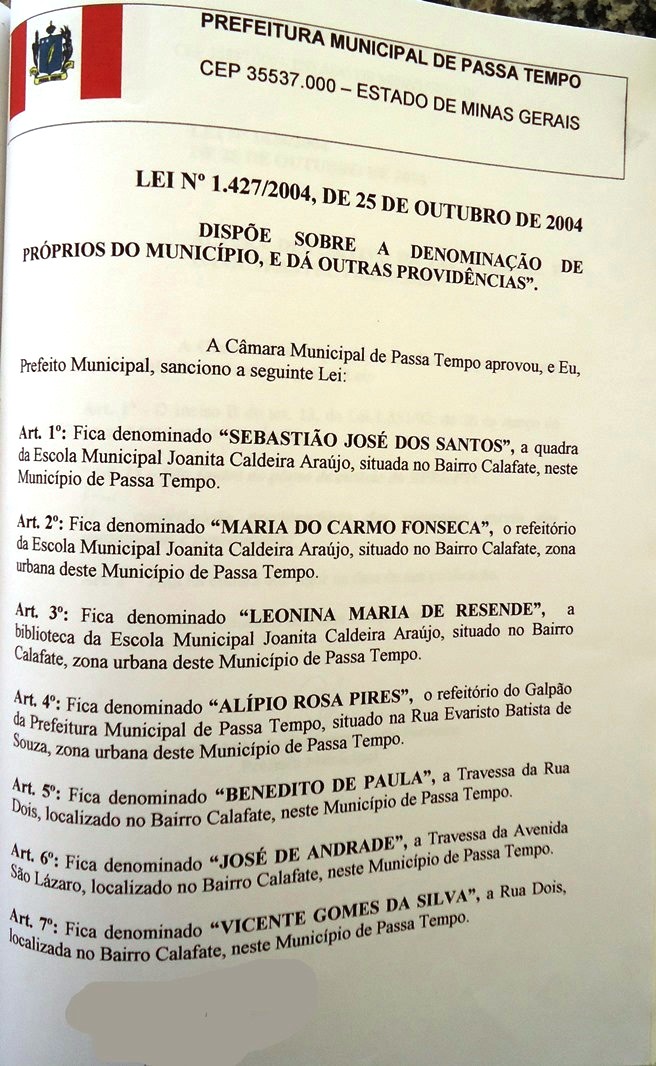 PREFEITURA MUNICIPAL DE PASSA TEMPO
CEP 35537.000 – ESTADO DE MINAS GERAIS
LEI Nº 1.427/2004, DE 25 DE OUTUBRO DE 2004
DISPÕE SOBRE A DENOMINAÇÃO DE
PRÓPRIOS DO MUNICÍPIO, E DÁ OUTRAS PROVIDÊNCIAS”.
A Câmara Municipal de Passa Tempo aprovou, e Eu,
Prefeito Municipal, sanciono a seguinte Lei:
Art. 1º: Fica denominado “SEBASTIÃO JOSÉ DOS SANTOS”, a quadra
da Escola Municipal Joanita Caldeira Araújo, situada no Bairro Calafate, neste
Município de Passa Tempo.
Art. 2º: Fica denominado “MARIA DO CARMO FONSECA”, o refeitório
da Escola Municipal Joanita Caldeira Araújo, situado no Bairro Calafate, zona
urbana deste Município de Passa Tempo.
Art. 3º: Fica denominado “LEONINA MARIA DE RESENDE”, a
biblioteca da Escola Municipal Joanita Caldeira Araújo, situado no Bairro
Calafate, zona urbana deste Município de Passa Tempo.
Art. 4º: Fica denominado “ALÍPIO ROSA PIRES”, o refeitório do Galpão
da Prefeitura Municipal de Passa Tempo, situado na Rua Evaristo Batista de
Souza, zona urbana deste Município de Passa Tempo.
Art. 5º: Fica denominado “BENEDITO DE PAULA”, a Travessa da Rua
Dois, localizado no Bairro Calafate, neste Município de Passa Tempo.
Art. 6º: Fica denominado “JOSÉ DE ANDRADE”, a Travessa da Avenida
São Lázaro, localizado no Bairro Calafate, neste Município de Passa Tempo.
Art. 7º: Fica denominado “VICENTE GOMES DA SILVA”, a Rua Dois,
localizada no Bairro Calafate, neste Município de Passa Tempo.